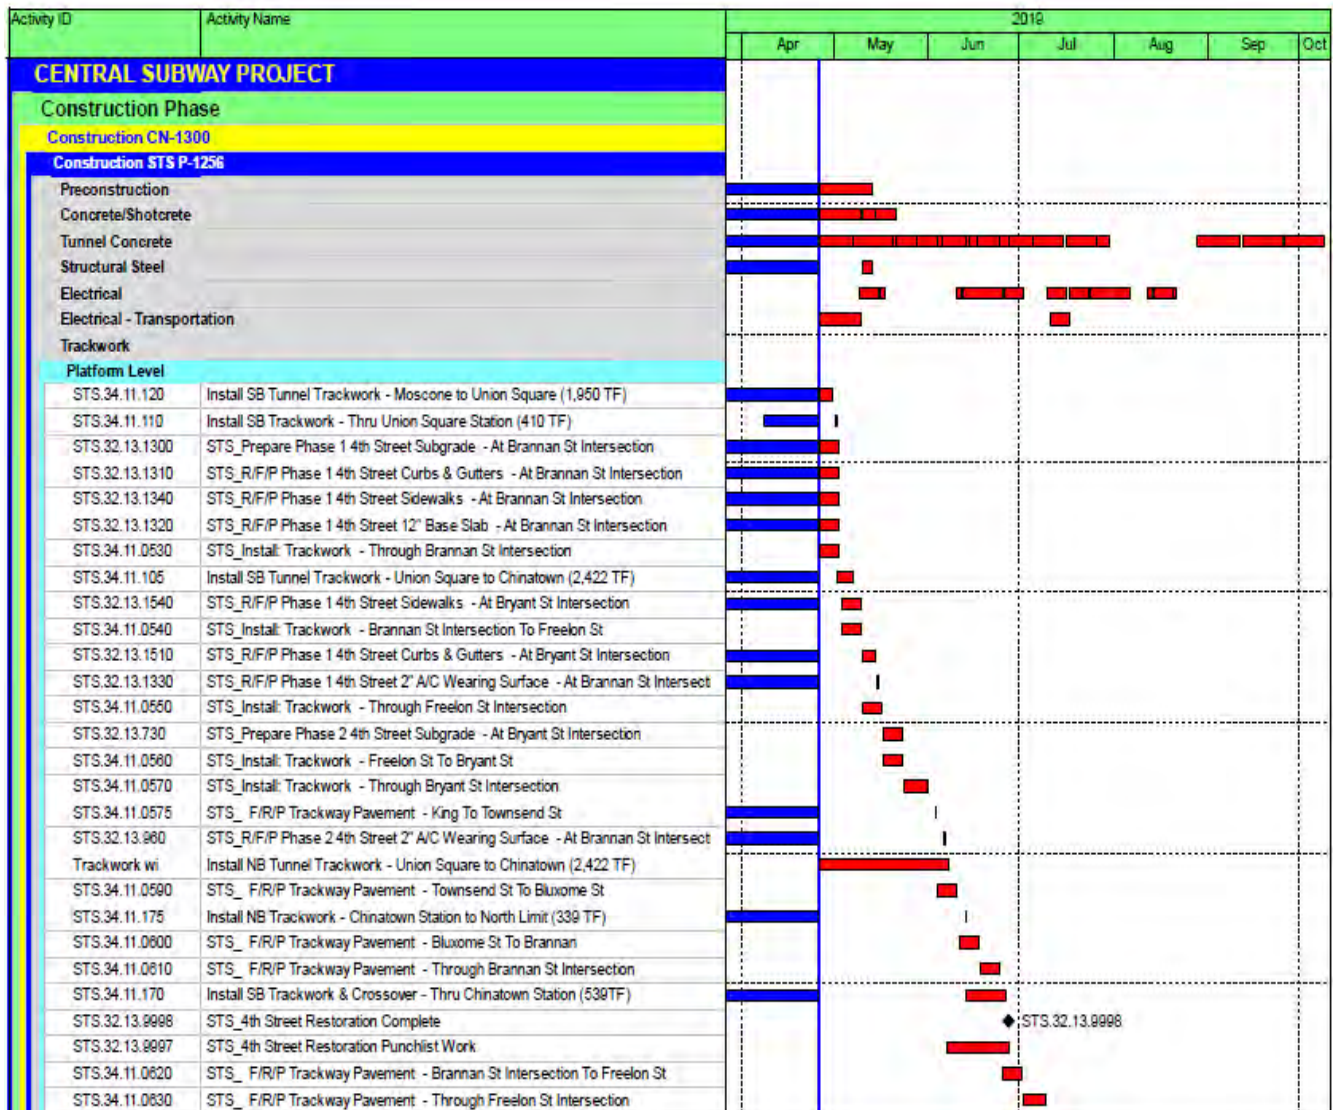 Activity ID Activity Name 2019
Apr May Jun Jul Aug Sep Oct
CENTRAL SUBWAY PROJECT
Construction Phase
Construction CN-1300
Construction STS P-1256
Preconstruction
Concrete/Shotcrete
Tunnel Concrete
Structural Steel
Electrical
Electrical - Transportation
Trackwork
Platform Level
STS.34.11.120 Install SB Tunnel Trackwork - Moscone to Union Square (1,950 TF)
STS.34.11.110 Install SB Trackwork - Thru Union Square Station (410 TF)
STS.32.13.1300 STS_Prepare Phase 1 4th Street Subgrade - At Brannan St Intersection
STS.32.13.1310 STS_R/F/P Phase 1 4th Street Curbs & Gutters - At Brannan St Intersection
STS.32.13.1340 STS_R/F/P Phase 1 4th Street Sidewalks - At Brannan St Intersection
STS.32.13.1320 STS_R/F/P Phase 1 4th Street 12" Base Slab - At Brannan St Intersection
STS.34.11.0530 STS_Install: Trackwork - Through Brannan St Intersection
STS.34.11.105 Install SB Tunnel Trackwork - Union Square to Chinatown (2,422 TF)
STS.32.13.1540 STS_R/F/P Phase 1 4th Street Sidewalks - At Bryant St Intersection
STS.34.11.0540 STS_Install: Trackwork - Brannan St Intersection To Freelon St
STS.32.13.1510 STS_R/F/P Phase 1 4th Street Curbs & Gutters - At Bryant St Intersection
STS.32.13.1330 STS_R/F/P Phase 1 4th Street 2" A/C Wearing Surface - At Brannan St Intersect
STS.34.11.0550 STS_Install: Trackwork - Through Freelon St Intersection
STS.32.13.730 STS_Prepare Phase 2 4th Street Subgrade - At Bryant St Intersection
STS.34.11.0560 STS_Install: Trackwork - Freelon St To Bryant St
STS.34.11.0570 STS_Install: Trackwork - Through Bryant St Intersection
STS.34.11.0575 STS_ F/R/P Trackway Pavement - King To Townsend St
STS.32.13.960 STS_R/F/P Phase 2 4th Street 2" A/C Wearing Surface - At Brannan St Intersect
Trackwork wi Install NB Tunnel Trackwork - Union Square to Chinatown (2,422 TF)
STS.34.11.0590 STS_ F/R/P Trackway Pavement - Townsend St To Bluxome St
STS.34.11.175 Install NB Trackwork - Chinatown Station to North Limit (339 TF)
STS.34.11.0600 STS_ F/R/P Trackway Pavement - Bluxome St To Brannan
STS.34.11.0610 STS_ F/R/P Trackway Pavement - Through Brannan St Intersection
STS.34.11.170 Install SB Trackwork & Crossover - Thru Chinatown Station (539TF)
STS.32.13.9998 STS_4th Street Restoration Complete STS.32.13.9998
STS.32.13.9997 STS_4th Street Restoration Punchlist Work
STS.34.11.0620 STS_ F/R/P Trackway Pavement - Brannan St Intersection To Freelon St
STS.34.11.0630 STS_ F/R/P Trackway Pavement - Through Freelon St Intersection